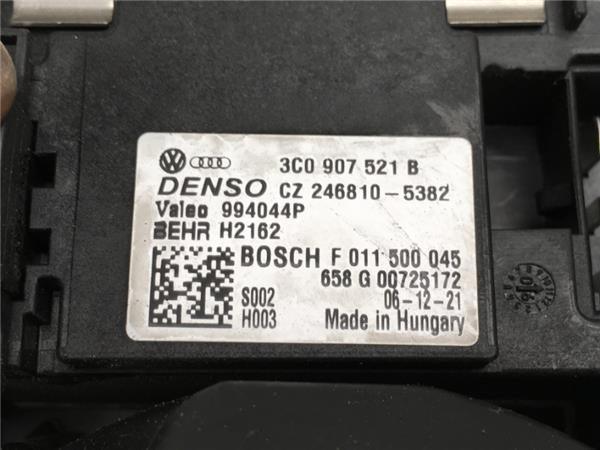 3C0 907 521 B
DENSO CZ 246810-5382
Valeo 994044P
BEHR H2162
BOSCH F 011 500 045
658 G 00725172
S002 06-12-21
H003 Made in Hungary